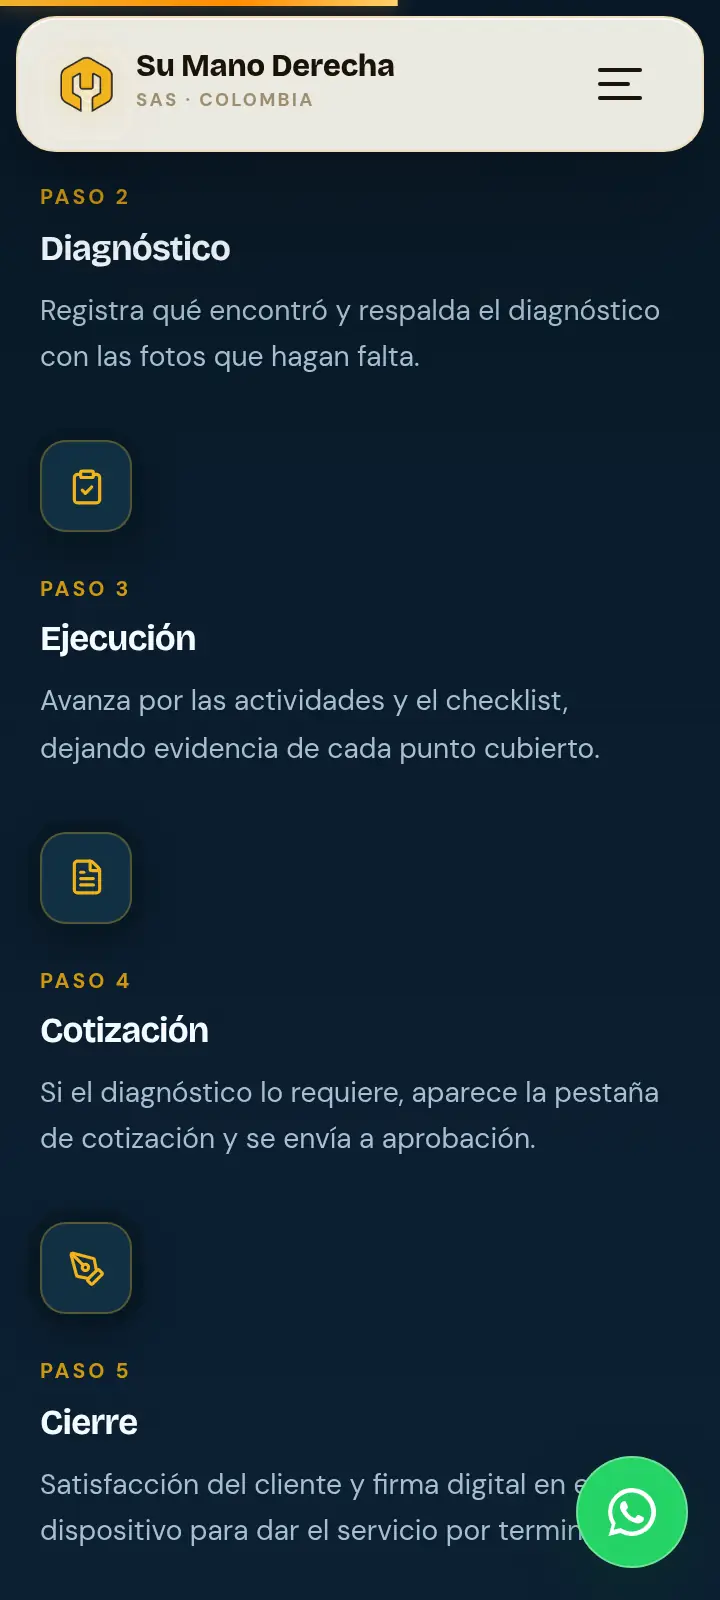 Su Mano Derecha
SAS · COLOMBIA
PASO 2
Diagnóstico
Registra qué encontró y respalda el diagnóstico
con las fotos que hagan falta.
PASO 3
Ejecución
Avanza por las actividades y el checklist,
dejando evidencia de cada punto cubierto.
PASO 4
Cotización
Si el diagnóstico lo requiere, aparece la pestaña
de cotización y se envía a aprobación.
PASO 5
Cierre
Satisfacción del cliente y firma digital en
dispositivo para dar el servicio por